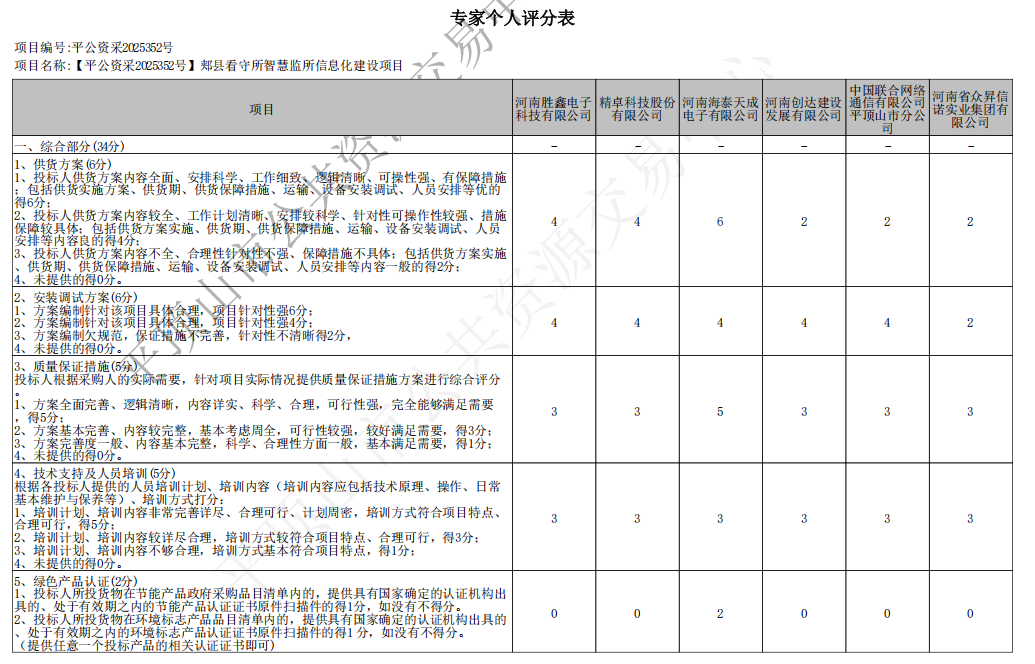 专家个人评分表
项目编号:平公资采2025352号
项目名称:【平公资采2025352号】郏县看守所智慧监所信息化建设项目
项目
河南胜鑫电子
科技有限公司
精卓科技股份
有限公司
河南海泰天成
电子有限公司
河南创达建设
发展有限公司
中国联合网络
通信有限公司
平顶山市分公
司
河南省众昇信
诺实业集团有
限公司
一、综合部分(34分) - - - - - -
1、供货方案(6分)
1、投标人供货方案内容全面、安排科学、工作细致、逻辑清晰、可操性强、有保障措施
;包括供货实施方案、供货期、供货保障措施、运输、设备安装调试、人员安排等优的
得6分;
2、投标人供货方案内容较全、工作计划清晰、安排较科学、针对性可操作性较强、措施
保障较具体;包括供货方案实施、供货期、供货保障措施、运输、设备安装调试、人员
安排等内容良的得4分;
3、投标人供货方案内容不全、合理性针对性不强、保障措施不具体;包括供货方案实施
、供货期、供货保障措施、运输、设备安装调试、人员安排等内容一般的得2分;
4、未提供的得0分。
4 4 6 2 2 2
2、安装调试方案(6分)
1、方案编制针对该项目具体合理,项目针对性强6分;
2、方案编制针对该项目具体合理,项目针对性强4分;
3、方案编制欠规范,保证措施不完善,针对性不清晰得2分,
4、未提供的得0分。
4 4 4 4 4 2
3、质量保证措施(5分)
投标人根据采购人的实际需要,针对项目实际情况提供质量保证措施方案进行综合评分
。
1、方案全面完善、逻辑清晰,内容详实、科学、合理,可行性强,完全能够满足需要
,得5分;
2、方案基本完善、内容较完整,基本考虑周全,可行性较强,较好满足需要,得3分;
3、方案完善度一般、内容基本完整,科学、合理性方面一般,基本满足需要,得1分;
4、未提供的得0分。
3 3 5 3 3 3
4、技术支持及人员培训(5分)
根据各投标人提供的人员培训计划、培训内容(培训内容应包括技术原理、操作、日常
基本维护与保养等)、培训方式打分:
1、培训计划、培训内容非常完善详尽、合理可行、计划周密,培训方式符合项目特点、
合理可行,得5分;
2、培训计划、培训内容较详尽合理,培训方式较符合项目特点、合理可行,得3分;
3、培训计划、培训内容不够合理,培训方式基本符合项目特点,得1分;
4、未提供的得0分。
3 3 3 3 3 3
5、绿色产品认证(2分)
1、投标人所投货物在节能产品政府采购品目清单内的,提供具有国家确定的认证机构出
具的、处于有效期之内的节能产品认证证书原件扫描件的得1分,如没有不得分。
2、投标人所投货物在环境标志产品品目清单内的,提供具有国家确定的认证机构出具的
、处于有效期之内的环境标志产品认证证书原件扫描件的得1 分,如没有不得分。
(提供任意一个投标产品的相关认证证书即可)
0 0 2 0 0 0
平顶山市公共资源交易中心